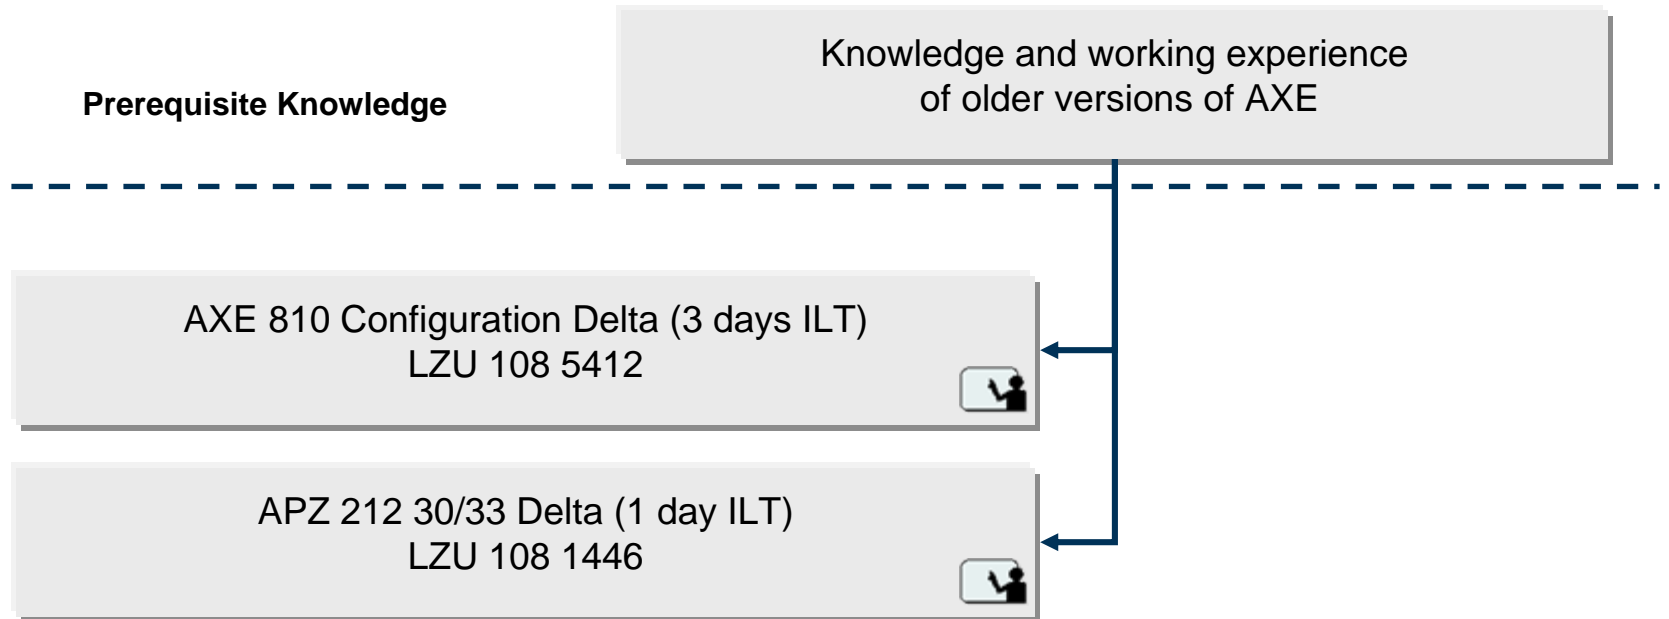 Knowledge and working experience
of older versions of AXE
Prerequisite Knowledge
AXE 810 Configuration Delta (3 days ILT)
LZU 108 5412
APZ 212 30/33 Delta (1 day ILT)
LZU 108 1446